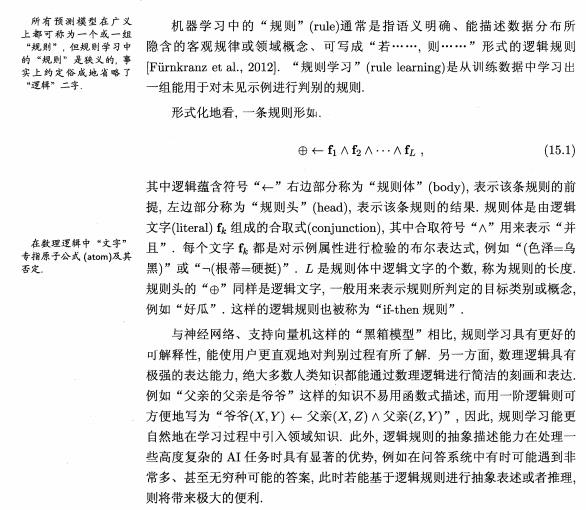 所有预测模型在广义
上都可称为一个或一组
“规则”, 但规则学习中
的“规则”是狭义的, 事
实上约定俗成地省略了
“逻辑”二字.
机器学习中的“规则”(rule)通常是指语义明确、能描述数据分布所
隐含的客观规律或领域概念、可写成“若……, 则……”形式的逻辑规则
[Fürnkranz et al., 2012]. “规则学习”(rule learning)是从训练数据中学习出
一组能用于对未见示例进行判别的规则.
形式化地看, 一条规则形如.
⊕ ← f₁ ∧ f₂ ∧ ··· ∧ f_L , (15.1)
其中逻辑蕴含符号“←”右边部分称为“规则体”(body), 表示该条规则的前
提, 左边部分称为“规则头”(head), 表示该条规则的结果. 规则体是由逻辑
文字(literal) f_k 组成的合取式(conjunction), 其中合取符号“∧”用来表示“并
且”. 每个文字 f_k 都是对示例属性进行检验的布尔表达式, 例如“(色泽=乌
黑)”或“¬(根蒂=硬挺)”. L 是规则体中逻辑文字的个数, 称为规则的长度.
规则头的“⊕”同样是逻辑文字, 一般用来表示规则所判定的目标类别或概念,
例如“好瓜”. 这样的逻辑规则也被称为“if-then 规则”.
在数理逻辑中“文字”
专指原子公式 (atom)及其
否定.
与神经网络、支持向量机这样的“黑箱模型”相比, 规则学习具有更好的
可解释性, 能使用户更直观地对判别过程有所了解. 另一方面, 数理逻辑具有
极强的表达能力, 绝大多数人类知识都能通过数理逻辑进行简洁的刻画和表达.
例如“父亲的父亲是爷爷”这样的知识不易用函数式描述, 而用一阶逻辑则可
方便地写为“爷爷(X, Y) ← 父亲(X, Z) ∧ 父亲(Z, Y)”, 因此, 规则学习能更
自然地在学习过程中引入领域知识. 此外, 逻辑规则的抽象描述能力在处理一
些高度复杂的 AI 任务时具有显著的优势, 例如在问答系统中有时可能遇到非
常多、甚至无穷种可能的答案, 此时若能基于逻辑规则进行抽象表述或者推理,
则将带来极大的便利.